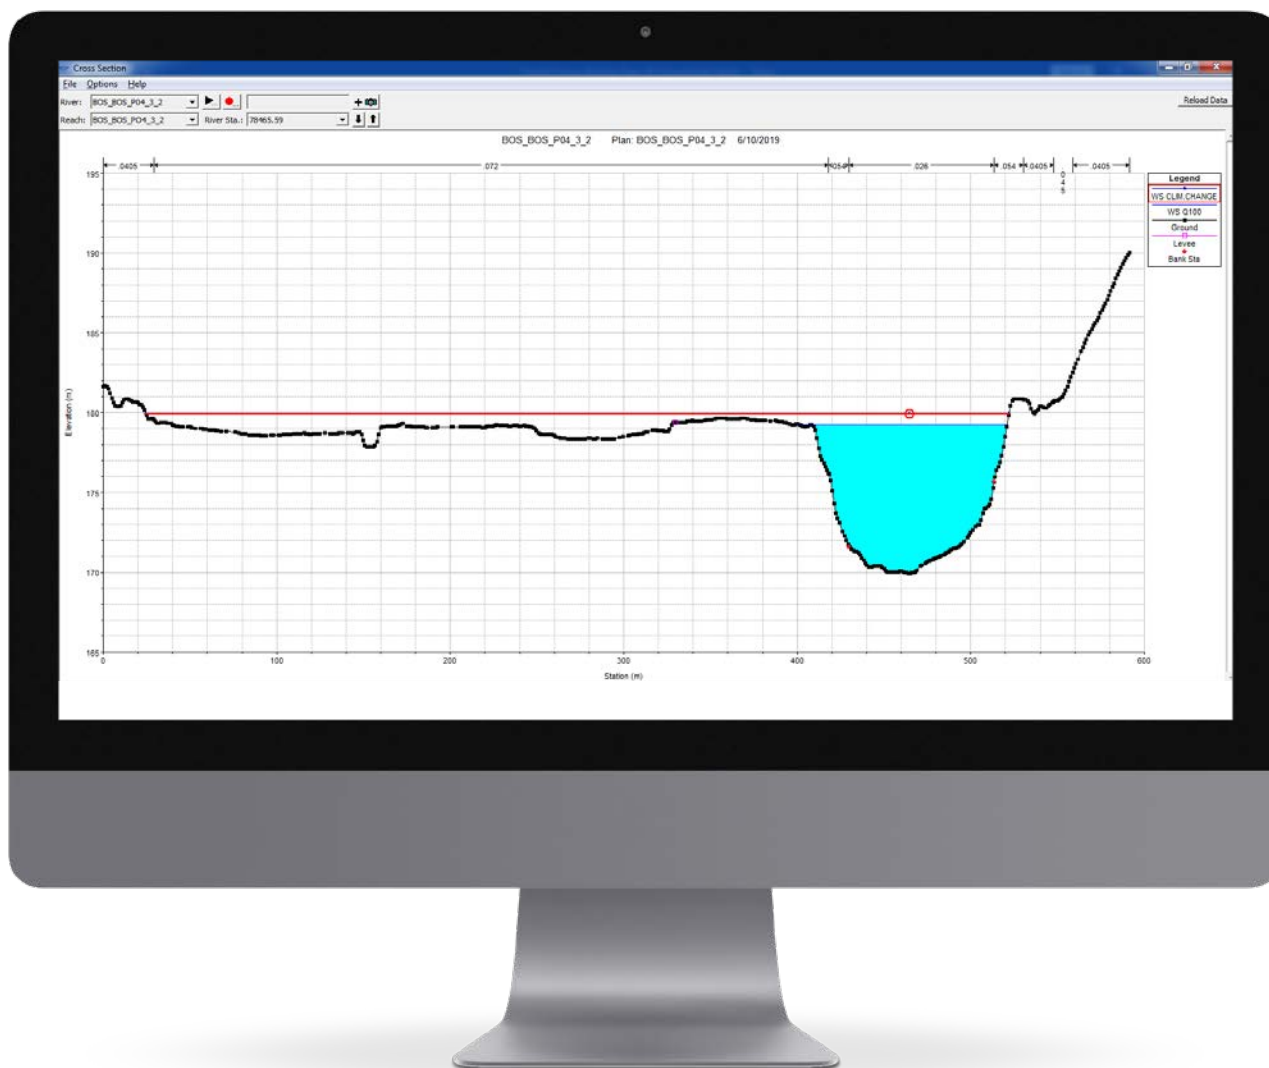 Cross Section
File Options Help
River: BOS_BOS_P04_3_2
Reload Data
Reach: BOS_BOS_PO4_3_2 River Sta.: 78465.59
BOS_BOS_P04_3_2 Plan: BOS_BOS_P04_3_2 6/10/2019
.0405 .072 .054 .026 .054 .0405 .0405
Legend
WS CLIM.CHANGE
WS Q100
Ground
Levee
Bank Sta
195
190
185
180
175
170
165
Elevation (m)
0 100 200 300 400 500 600
Station (m)